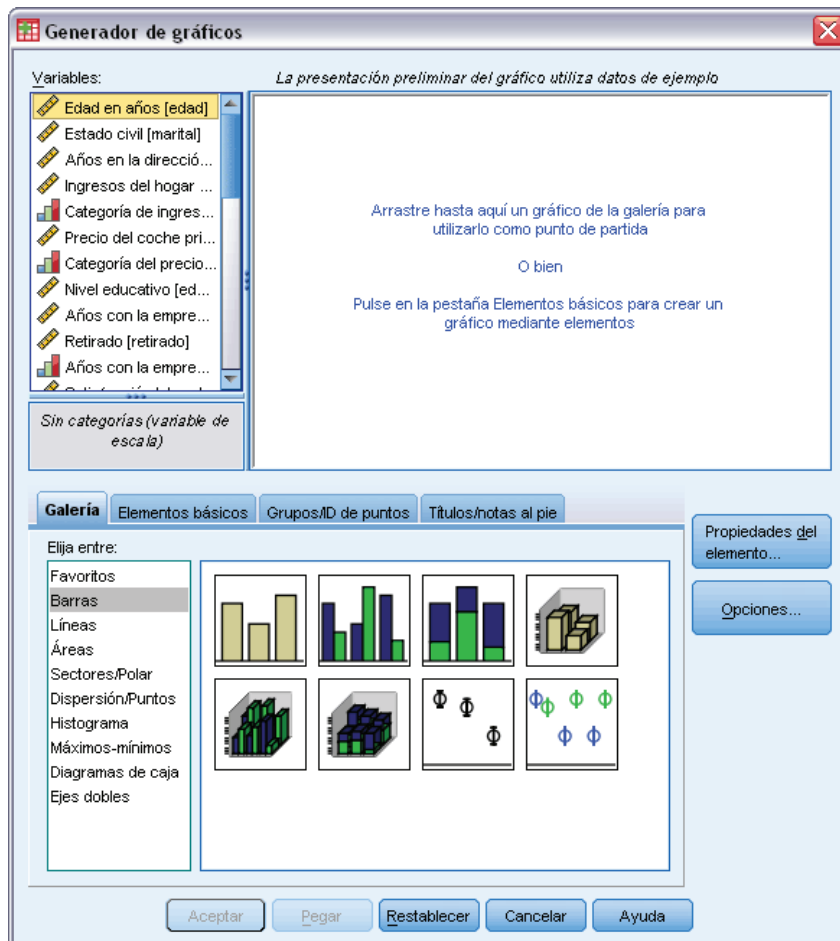 Generador de gráficos
Variables:
La presentación preliminar del gráfico utiliza datos de ejemplo
Edad en años [edad]
Estado civil [marital]
Años en la direcció...
Ingresos del hogar ...
Categoría de ingres...
Precio del coche pri...
Categoría del precio...
Nivel educativo [ed...
Años con la empre...
Retirado [retirado]
Años con la empre...
Arrastre hasta aquí un gráfico de la galería para
utilizarlo como punto de partida
O bien
Pulse en la pestaña Elementos básicos para crear un
gráfico mediante elementos
Sin categorías (variable de
escala)
Galería
Elementos básicos
Grupos/ID de puntos
Títulos/notas al pie
Elija entre:
Favoritos
Barras
Líneas
Áreas
Sectores/Polar
Dispersión/Puntos
Histograma
Máximos-mínimos
Diagramas de caja
Ejes dobles
Propiedades del
elemento...
Opciones...
Aceptar
Pegar
Restablecer
Cancelar
Ayuda